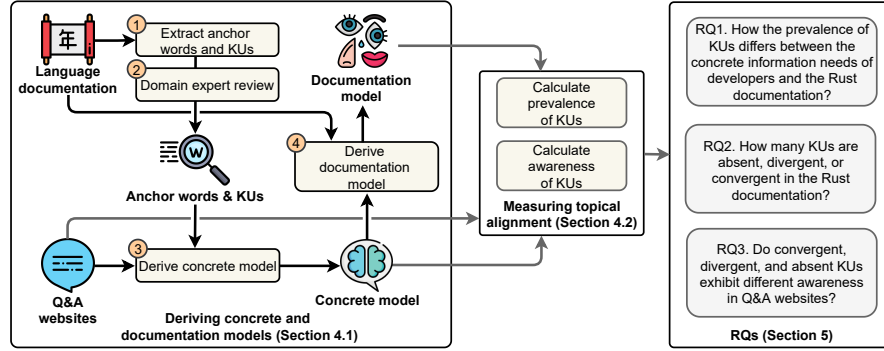 1
Extract anchor
words and KUs
2
Domain expert review
年
Language
documentation
W
Anchor words & KUs
Documentation
model
4
Derive
documentation
model
3
Derive concrete model
Q&A
websites
Concrete model
Deriving concrete and
documentation models (Section 4.1)
Calculate
prevalence
of KUs
Calculate
awareness
of KUs
Measuring topical
alignment (Section 4.2)
RQ1. How the prevalence of
KUs differs between the
concrete information needs of
developers and the Rust
documentation?
RQ2. How many KUs are
absent, divergent, or
convergent in the Rust
documentation?
RQ3. Do convergent,
divergent, and absent KUs
exhibit different awareness
in Q&A websites?
RQs (Section 5)